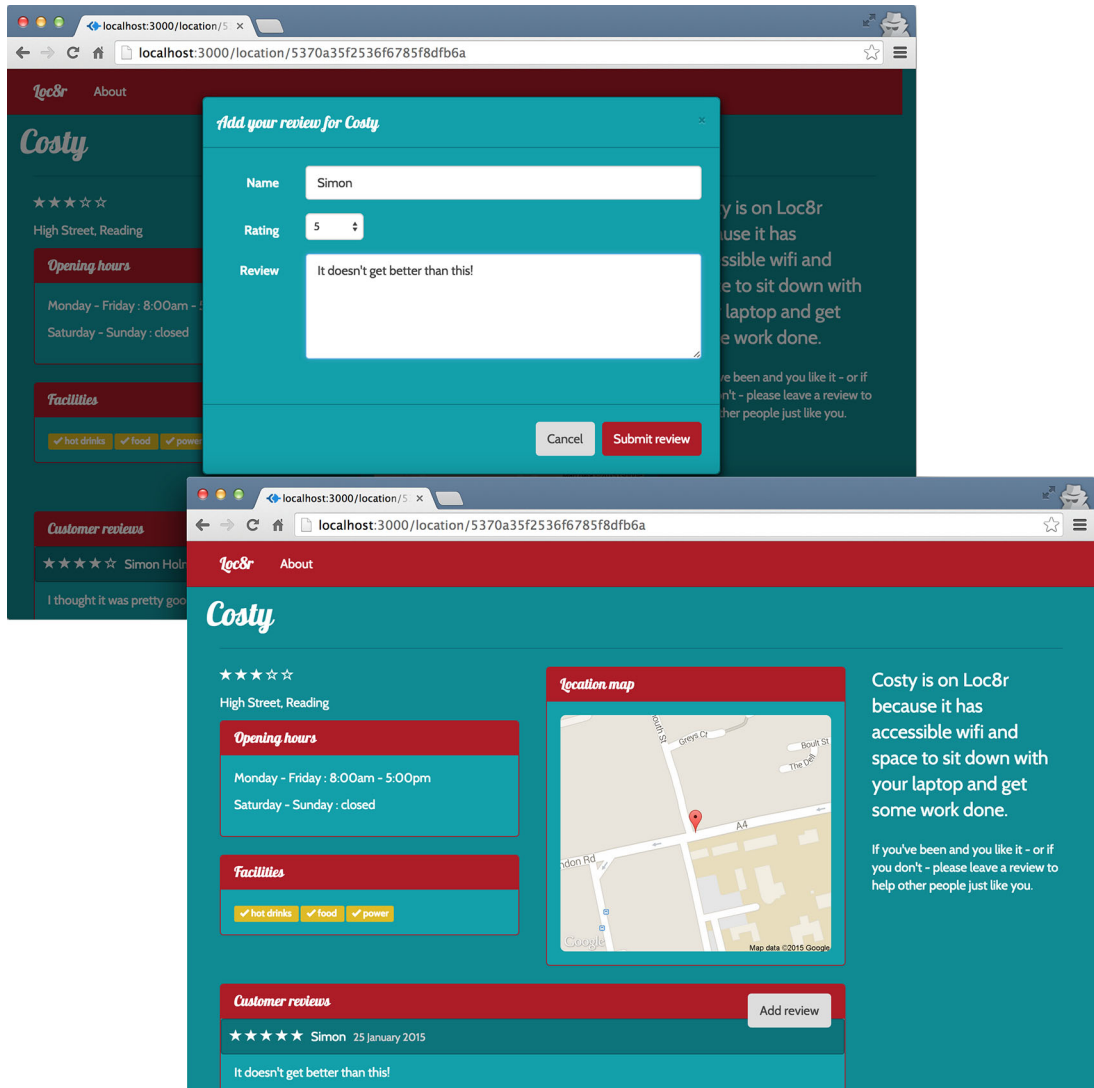 localhost:3000/location/5
localhost:3000/location/5370a35f2536f6785f8dfb6a
Loc8r About
Costy
★★★☆☆
High Street, Reading
Opening hours
Monday - Friday : 8:00am -
Saturday - Sunday : closed
Facilities
✔ hot drinks ✔ food ✔ power
Customer reviews
★★★★☆ Simon
I thought it was pretty
Add your review for Costy ×
Name Simon
Rating 5
Review It doesn't get better than this!
Cancel Submit review
is on Loc8r
it has
wifi and
to sit down with
laptop and get
work done.
been and you like it - or if
- please leave a review to
people just like you.
localhost:3000/location/5
localhost:3000/location/5370a35f2536f6785f8dfb6a
Loc8r About
Costy
★★★☆☆
High Street, Reading
Opening hours
Monday - Friday : 8:00am - 5:00pm
Saturday - Sunday : closed
Facilities
✔ hot drinks ✔ food ✔ power
Location map
Greys Ct
Boult St
The Dell
A4
Rd
Google
Map data ©2015 Google
Costy is on Loc8r
because it has
accessible wifi and
space to sit down with
your laptop and get
some work done.
If you've been and you like it - or if
you don't - please leave a review to
help other people just like you.
Customer reviews
Add review
★★★★★ Simon 25 January 2015
It doesn't get better than this!